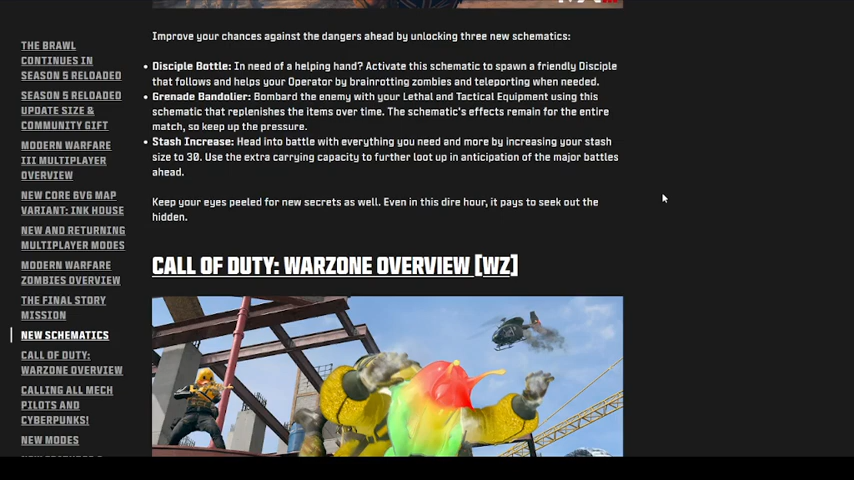 Improve your chances against the dangers ahead by unlocking three new schematics:
THE BRAWL
CONTINUES IN
SEASON 5 RELOADED
SEASON 5 RELOADED
UPDATE SIZE &
COMMUNITY GIFT
MODERN WARFARE
III MULTIPLAYER
OVERVIEW
NEW CORE 6V6 MAP
VARIANT: INK HOUSE
NEW AND RETURNING
MULTIPLAYER MODES
MODERN WARFARE
ZOMBIES OVERVIEW
THE FINAL STORY
MISSION
NEW SCHEMATICS
CALL OF DUTY:
WARZONE OVERVIEW
CALLING ALL MECH
PILOTS AND
CYBERPUNKS!
NEW MODES
• Disciple Bottle: In need of a helping hand? Activate this schematic to spawn a friendly Disciple
that follows and helps your Operator by brainrotting zombies and teleporting when needed.
• Grenade Bandolier: Bombard the enemy with your Lethal and Tactical Equipment using this
schematic that replenishes the items over time. The schematic's effects remain for the entire
match, so keep up the pressure.
• Stash Increase: Head into battle with everything you need and more by increasing your stash
size to 30. Use the extra carrying capacity to further loot up in anticipation of the major battles
ahead.
Keep your eyes peeled for new secrets as well. Even in this dire hour, it pays to seek out the
hidden.
CALL OF DUTY: WARZONE OVERVIEW [WZ]